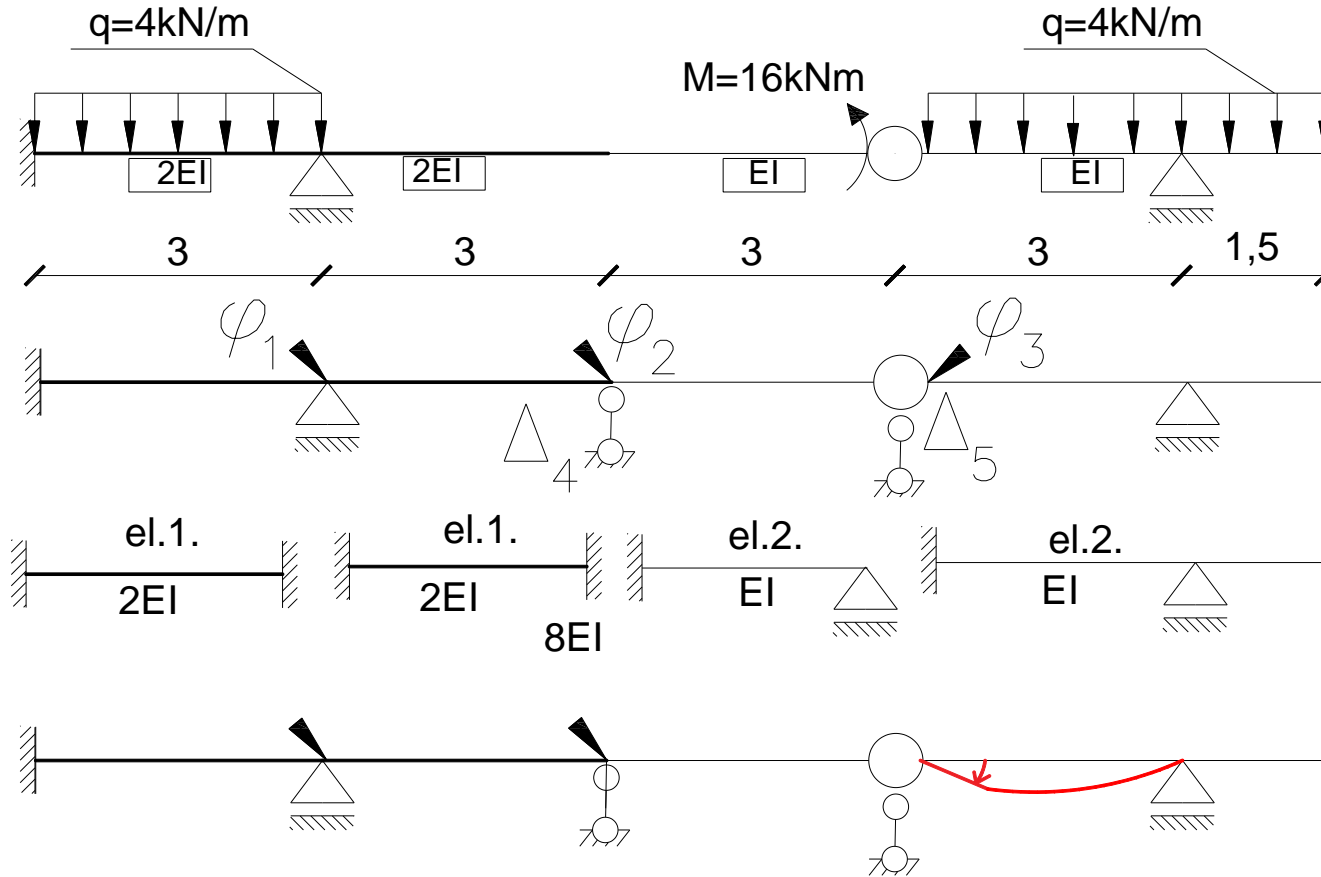 q=4kN/m q=4kN/m
M=16kNm
2EI 2EI EI EI
3 3 3 3 1,5
φ1 φ2 φ3
Δ4 Δ5
el.1. el.1. el.2. el.2.
2EI 2EI EI EI
8EI